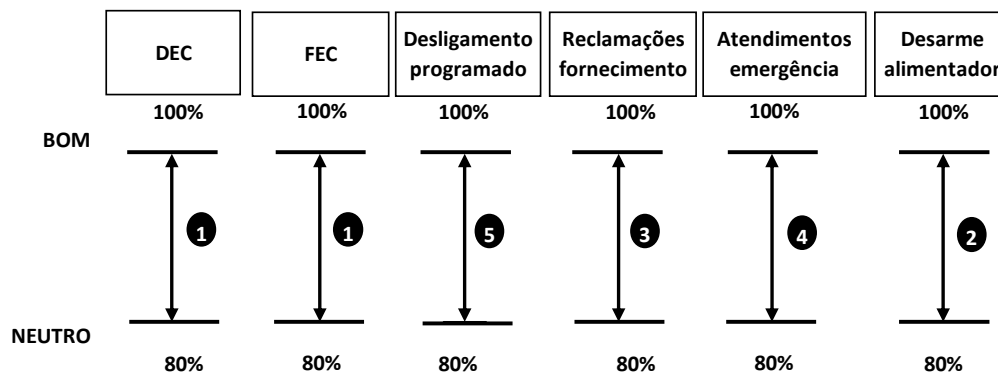 DEC
FEC
Desligamento
programado
Reclamações
fornecimento
Atendimentos
emergência
Desarme
alimentador
100% 100% 100% 100% 100% 100%
BOM
1 1 5 3 4 2
NEUTRO
80% 80% 80% 80% 80% 80%